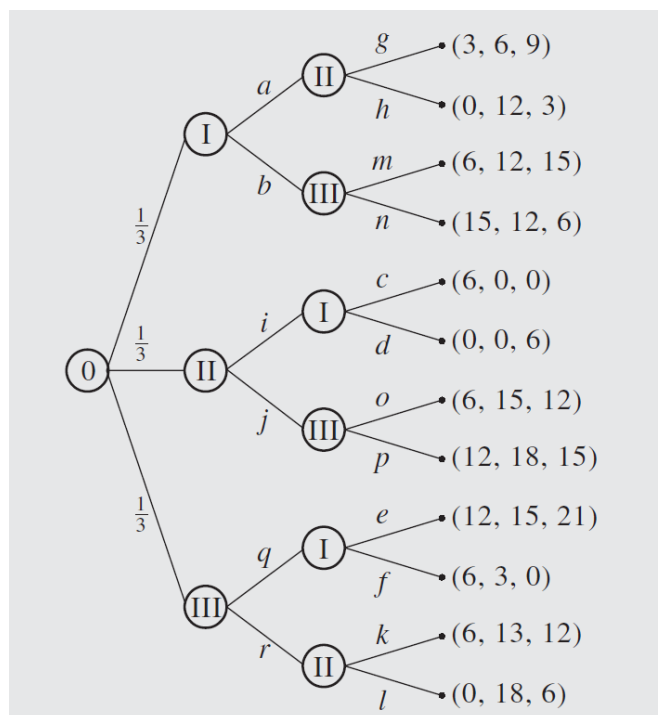 g (3, 6, 9)
II
a
h (0, 12, 3)
I
m (6, 12, 15)
b
III
n (15, 12, 6)
1/3
c (6, 0, 0)
i I
d (0, 0, 6)
1/3
0 II
o (6, 15, 12)
j III
p (12, 18, 15)
1/3
e (12, 15, 21)
q I
f (6, 3, 0)
III
k (6, 13, 12)
r II
l (0, 18, 6)